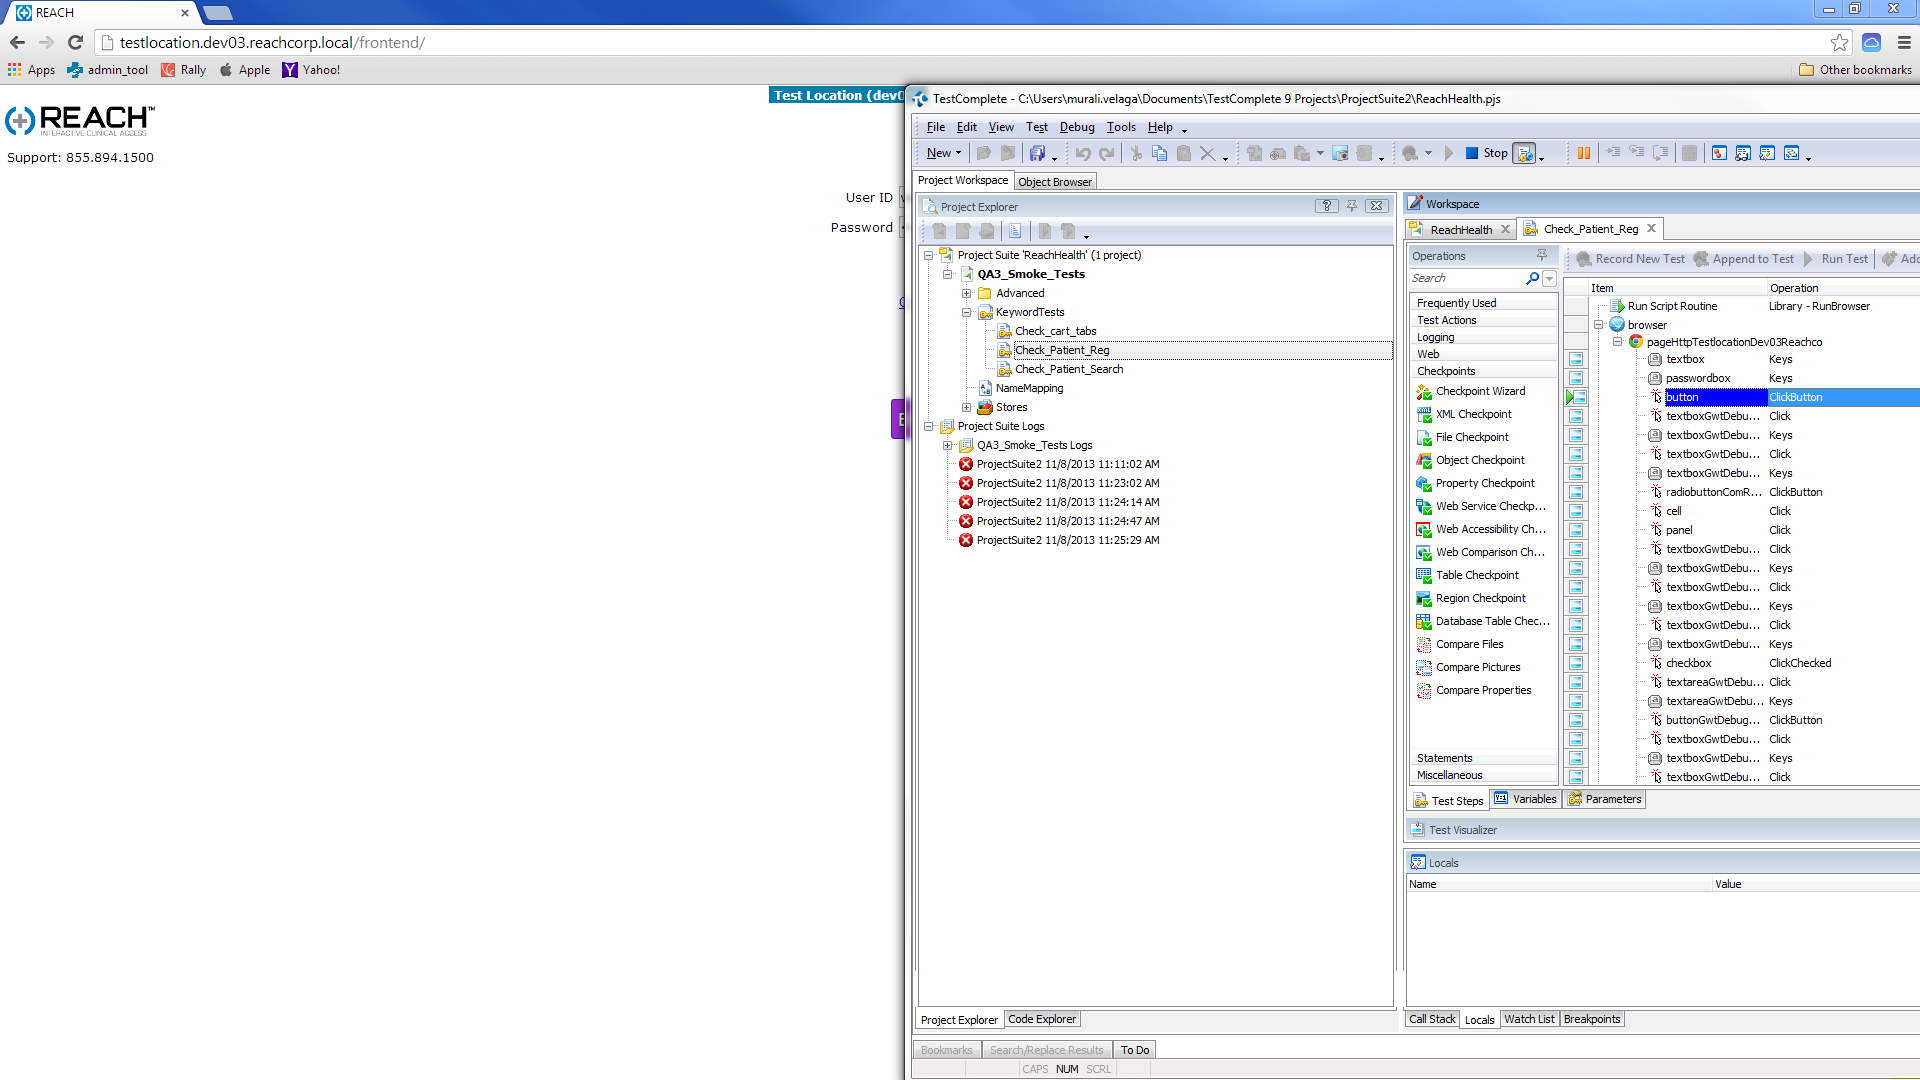 REACH
testlocation.dev03.reachcorp.local/frontend/
Apps admin_tool Rally Apple Yahoo! Other bookmarks
Test Location (dev0
REACH™
INTERACTIVE CLINICAL ACCESS
Support: 855.894.1500
User ID
Password
TestComplete - C:\Users\murali.velaga\Documents\TestComplete 9 Projects\ProjectSuite2\ReachHealth.pjs
File Edit View Test Debug Tools Help
New Stop
Project Workspace Object Browser
Project Explorer
Project Suite 'ReachHealth' (1 project)
QA3_Smoke_Tests
Advanced
KeywordTests
Check_cart_tabs
Check_Patient_Reg
Check_Patient_Search
NameMapping
Stores
Project Suite Logs
QA3_Smoke_Tests Logs
ProjectSuite2 11/8/2013 11:11:02 AM
ProjectSuite2 11/8/2013 11:23:02 AM
ProjectSuite2 11/8/2013 11:24:14 AM
ProjectSuite2 11/8/2013 11:24:47 AM
ProjectSuite2 11/8/2013 11:25:29 AM
Project Explorer Code Explorer
Workspace
ReachHealth Check_Patient_Reg
Operations
Search
Frequently Used
Test Actions
Logging
Web
Checkpoints
Checkpoint Wizard
XML Checkpoint
File Checkpoint
Object Checkpoint
Property Checkpoint
Web Service Checkp...
Web Accessibility Ch...
Web Comparison Ch...
Table Checkpoint
Region Checkpoint
Database Table Chec...
Compare Files
Compare Pictures
Compare Properties
Statements
Miscellaneous
Record New Test Append to Test Run Test Add
Item Operation
Run Script Routine Library - RunBrowser
browser
pageHttpTestlocationDev03Reachco
textbox Keys
passwordbox Keys
button ClickButton
textboxGwtDebu... Click
textboxGwtDebu... Keys
textboxGwtDebu... Click
textboxGwtDebu... Keys
radiobuttonComR... ClickButton
cell Click
panel Click
textboxGwtDebu... Click
textboxGwtDebu... Keys
textboxGwtDebu... Click
textboxGwtDebu... Keys
textboxGwtDebu... Click
textboxGwtDebu... Keys
checkbox ClickChecked
textareaGwtDebu... Click
textareaGwtDebu... Keys
buttonGwtDebug... ClickButton
textboxGwtDebu... Click
textboxGwtDebu... Keys
textboxGwtDebu... Click
Test Steps Variables Parameters
Test Visualizer
Locals
Name Value
Call Stack Locals Watch List Breakpoints
Bookmarks Search/Replace Results To Do
CAPS NUM SCRL